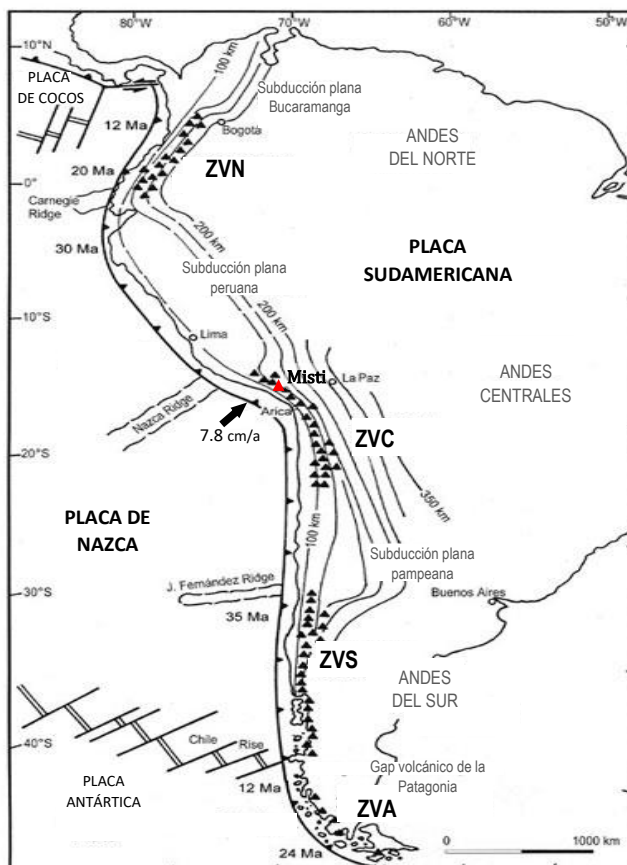 80°W
70°W
60°W
50°W
10°N
PLACA
DE COCOS
100 km
Subducción plana
Bucaramanga
12 Ma
Bogotá
ANDES
DEL NORTE
20 Ma
ZVN
0°
Carnegie
Ridge
200 km
30 Ma
PLACA
SUDAMERICANA
Subducción plana
peruana
10°S
200 km
Lima
Misti
La Paz
ANDES
CENTRALES
Nazca Ridge
Arica
7.8 cm/a
ZVC
20°S
350 km
PLACA DE
NAZCA
100 km
Subducción plana
pampeana
J. Fernández Ridge
30°S
Buenos Aires
35 Ma
ZVS
ANDES
DEL SUR
Chile Rise
40°S
Gap volcánico de la
Patagonia
PLACA
ANTÁRTICA
12 Ma
ZVA
24 Ma
0
1000 km